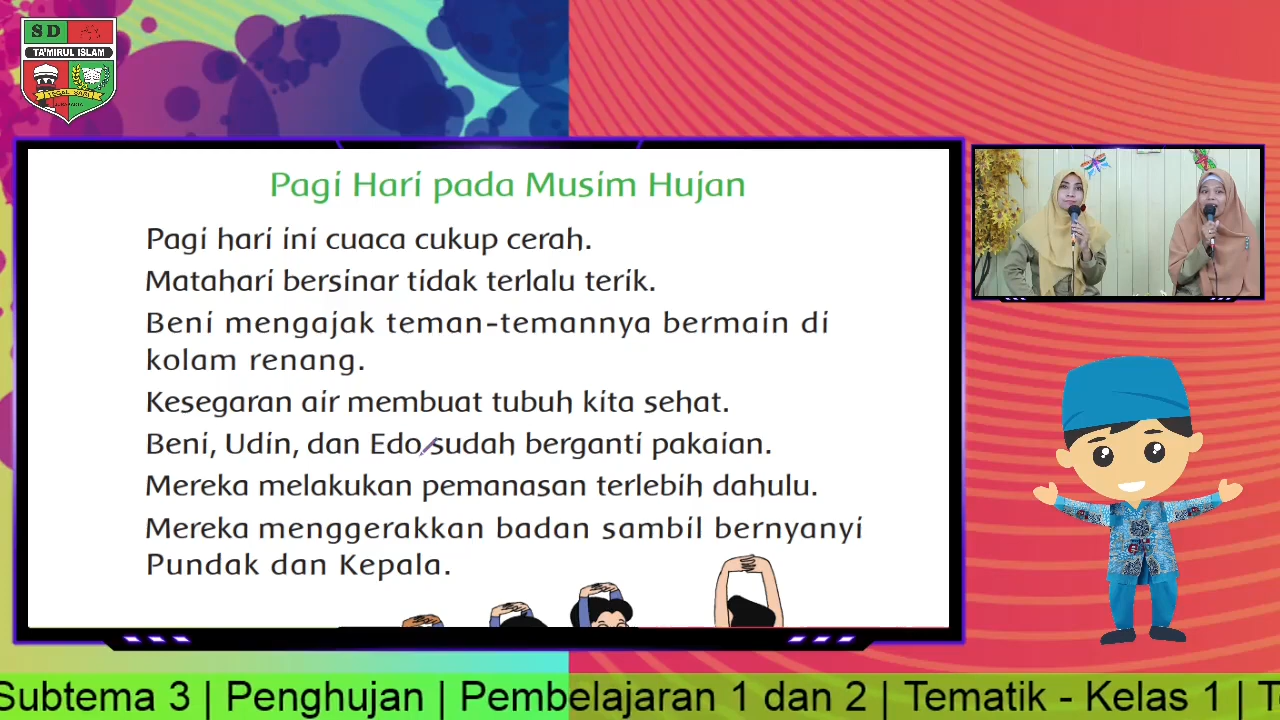 SD
TA'MIRUL ISLAM
Pagi Hari pada Musim Hujan
Pagi hari ini cuaca cukup cerah.
Matahari bersinar tidak terlalu terik.
Beni mengajak teman-temannya bermain di
kolam renang.
Kesegaran air membuat tubuh kita sehat.
Beni, Udin, dan Edo sudah berganti pakaian.
Mereka melakukan pemanasan terlebih dahulu.
Mereka menggerakkan badan sambil bernyanyi
Pundak dan Kepala.
Subtema 3 | Penghujan | Pembelajaran 1 dan 2 | Tematik - Kelas 1 |